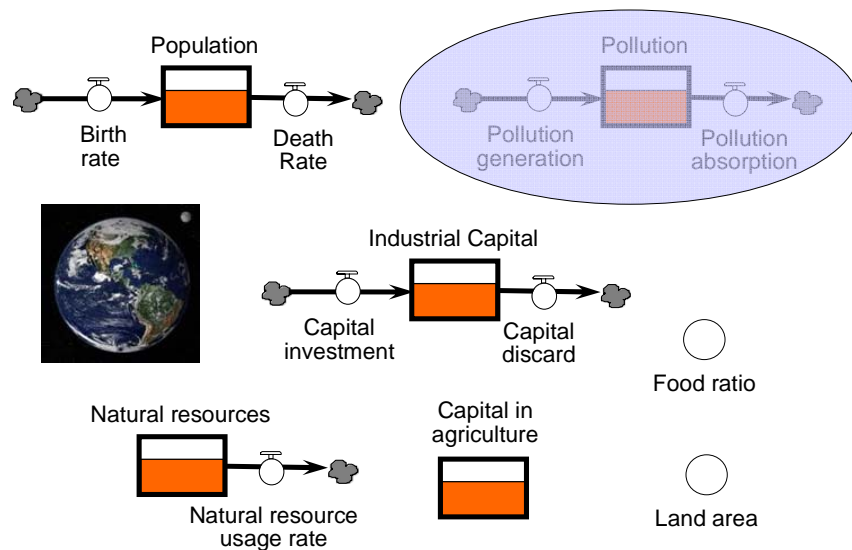 Population
Birth
rate
Death
Rate
Pollution
Pollution
generation
Pollution
absorption
Industrial Capital
Capital
investment
Capital
discard
Food ratio
Natural resources
Natural resource
usage rate
Capital in
agriculture
Land area